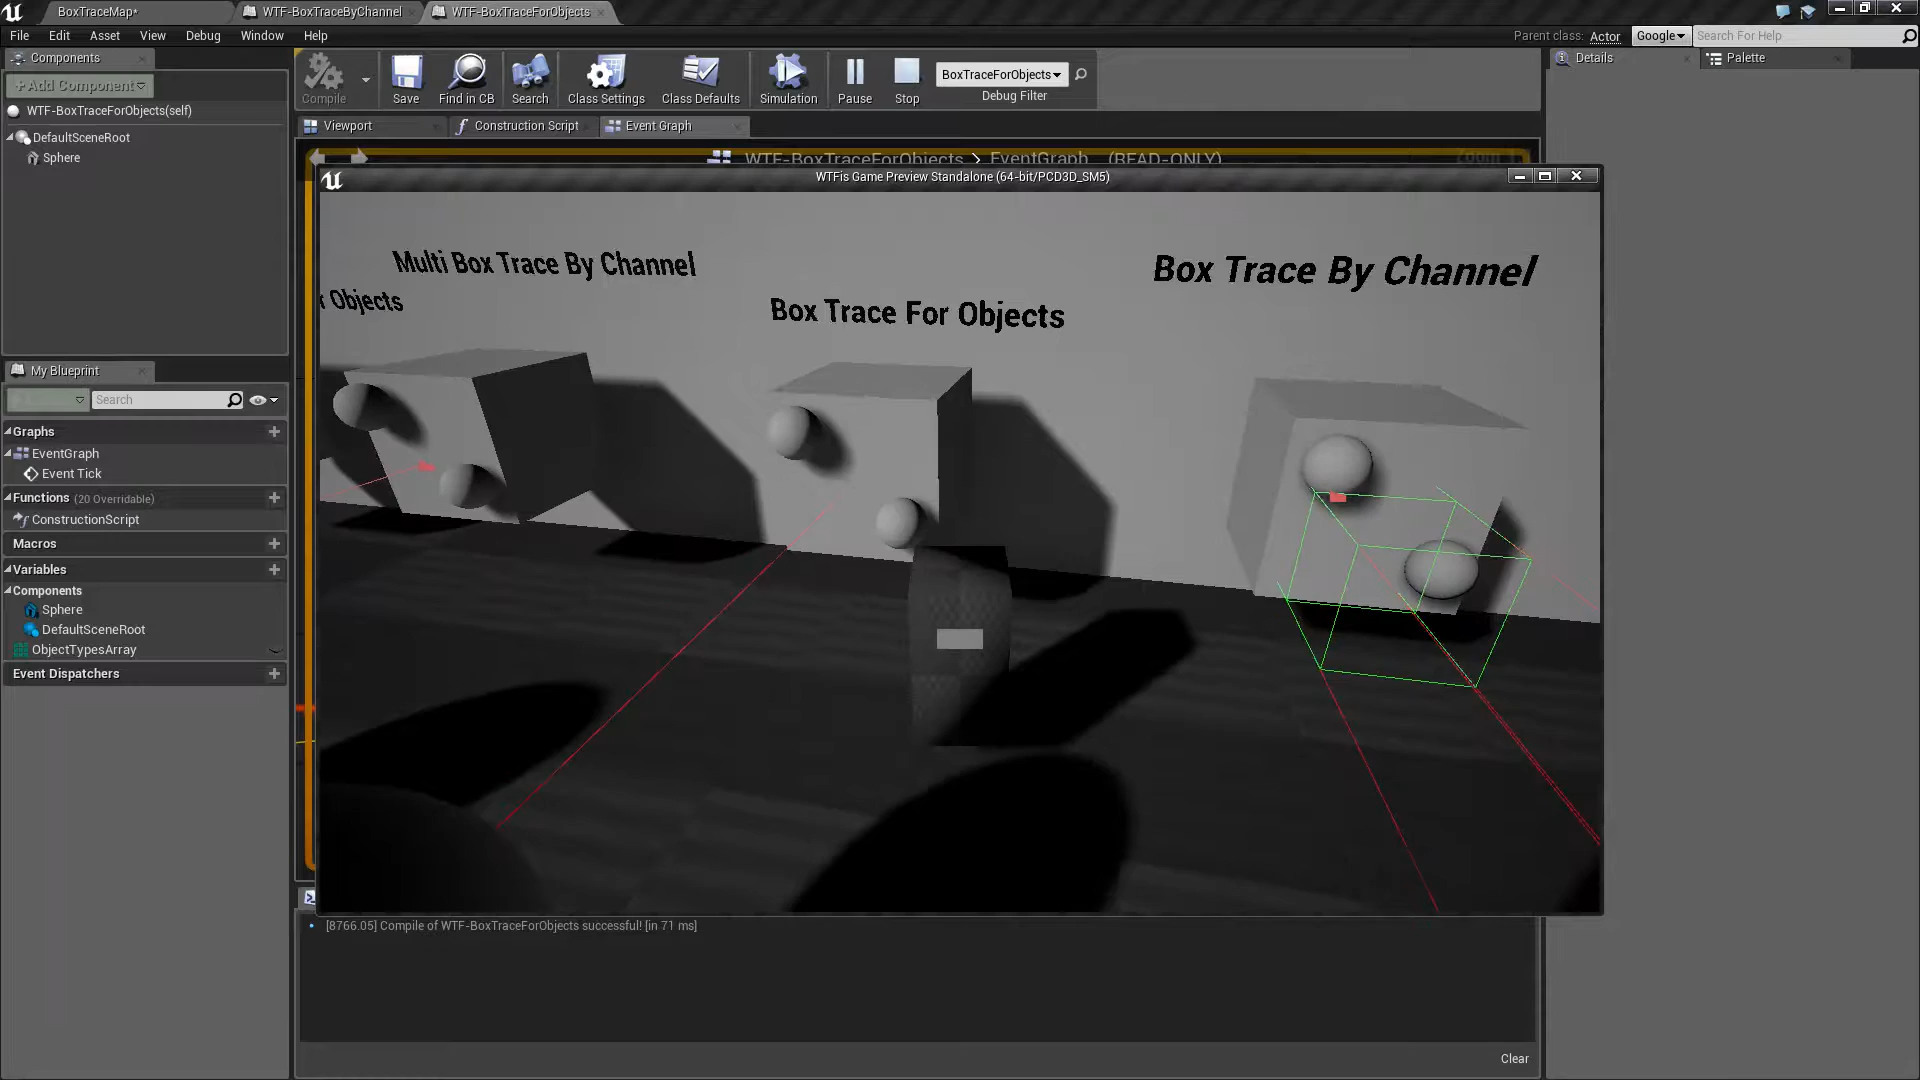 BoxTraceMap*
WTF-BoxTraceByChannel
WTF-BoxTraceForObjects
File Edit Asset View Debug Window Help
Parent class: Actor
Google
Search For Help
Components
+Add Component
WTF-BoxTraceForObjects(self)
DefaultSceneRoot
Sphere
Compile
Save
Find in CB
Search
Class Settings
Class Defaults
Simulation
Pause
Stop
BoxTraceForObjects
Debug Filter
Details
Palette
Viewport
Construction Script
Event Graph
WTF-BoxTraceForObjects > EventGraph (READ-ONLY)
WTFis Game Preview Standalone (64-bit/PCD3D_SM5)
Multi Box Trace By Channel
r Objects
Box Trace For Objects
Box Trace By Channel
My Blueprint
Search
Graphs
EventGraph
Event Tick
Functions (20 Overridable)
ConstructionScript
Macros
Variables
Components
Sphere
DefaultSceneRoot
ObjectTypesArray
Event Dispatchers
[8766.05] Compile of WTF-BoxTraceForObjects successful! [in 71 ms]
Clear